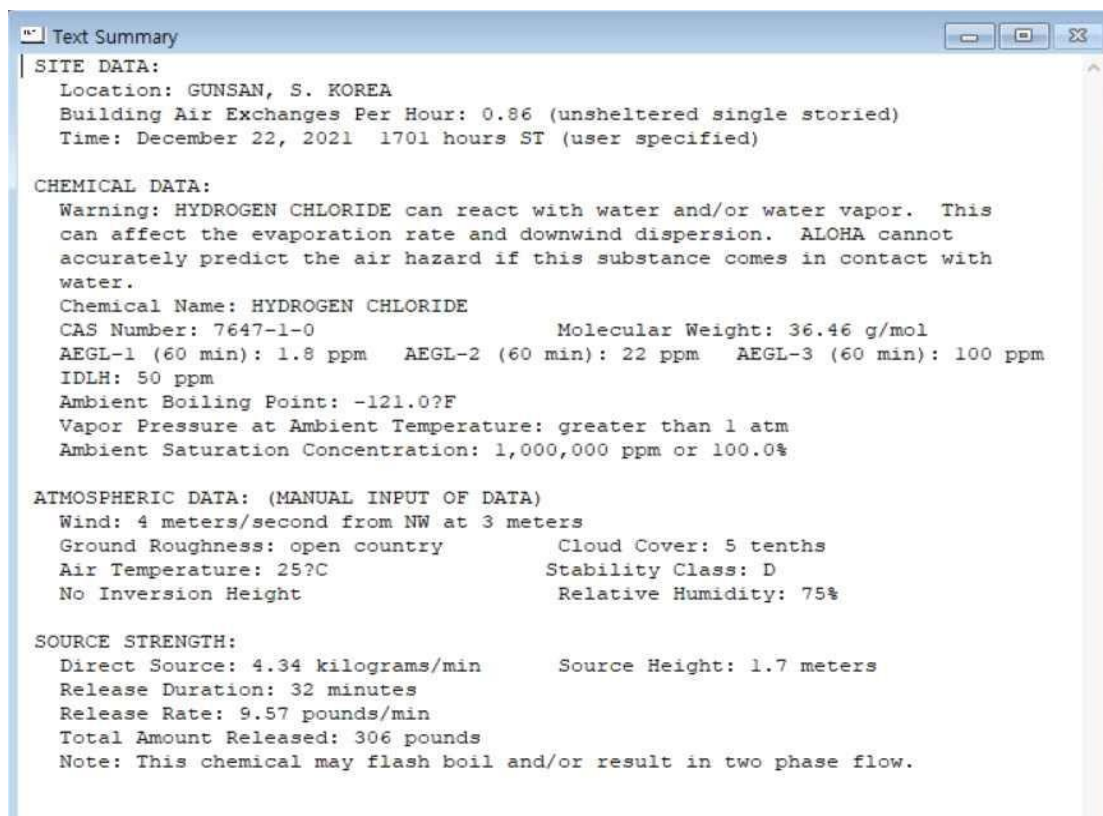 Text Summary
SITE DATA:
Location: GUNSAN, S. KOREA
Building Air Exchanges Per Hour: 0.86 (unsheltered single storied)
Time: December 22, 2021  1701 hours ST (user specified)
CHEMICAL DATA:
Warning: HYDROGEN CHLORIDE can react with water and/or water vapor.  This
can affect the evaporation rate and downwind dispersion.  ALOHA cannot
accurately predict the air hazard if this substance comes in contact with
water.
Chemical Name: HYDROGEN CHLORIDE
CAS Number: 7647-1-0                    Molecular Weight: 36.46 g/mol
AEGL-1 (60 min): 1.8 ppm   AEGL-2 (60 min): 22 ppm   AEGL-3 (60 min): 100 ppm
IDLH: 50 ppm
Ambient Boiling Point: -121.0?F
Vapor Pressure at Ambient Temperature: greater than 1 atm
Ambient Saturation Concentration: 1,000,000 ppm or 100.0%
ATMOSPHERIC DATA: (MANUAL INPUT OF DATA)
Wind: 4 meters/second from NW at 3 meters
Ground Roughness: open country          Cloud Cover: 5 tenths
Air Temperature: 25?C                  Stability Class: D
No Inversion Height                     Relative Humidity: 75%
SOURCE STRENGTH:
Direct Source: 4.34 kilograms/min       Source Height: 1.7 meters
Release Duration: 32 minutes
Release Rate: 9.57 pounds/min
Total Amount Released: 306 pounds
Note: This chemical may flash boil and/or result in two phase flow.